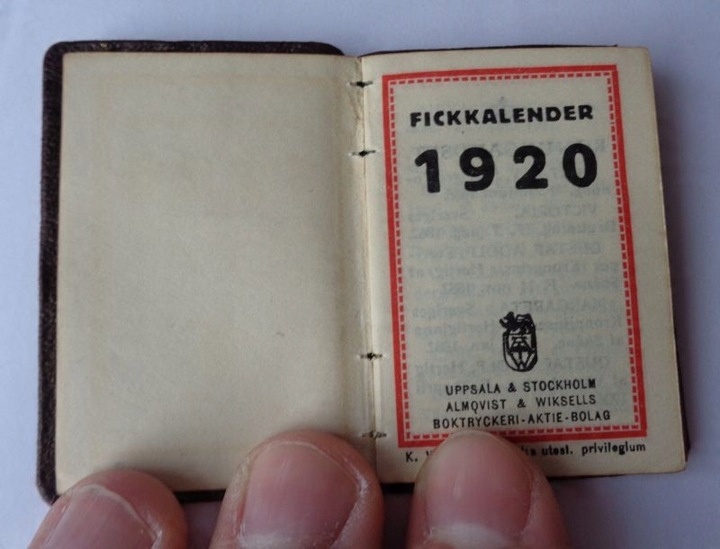 FICKKALENDER
1920
UPPSALA & STOCKHOLM
ALMQVIST & WIKSELLS
BOKTRYCKERI-AKTIE-BOLAG
K. utesl. privilegium